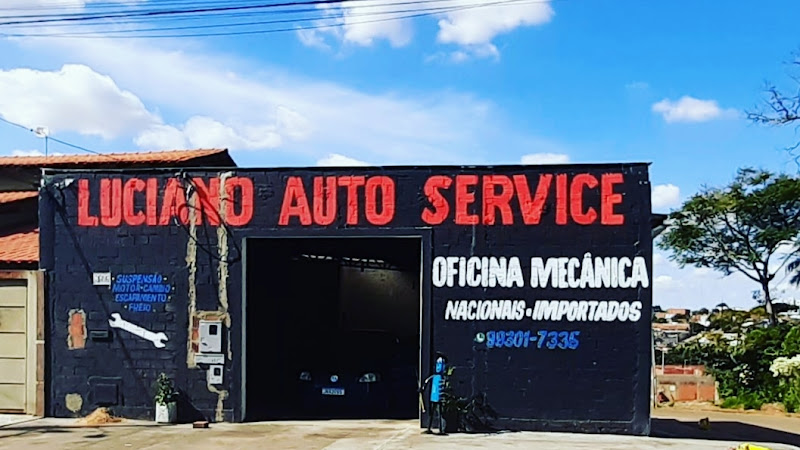 LUCIANO AUTO SERVICE
OFICINA MECÂNICA
NACIONAIS - IMPORTADOS
99301-7335
SUSPENSÃO
MOTOR - CAMBIO
ESCAPAMENTO
FREIO